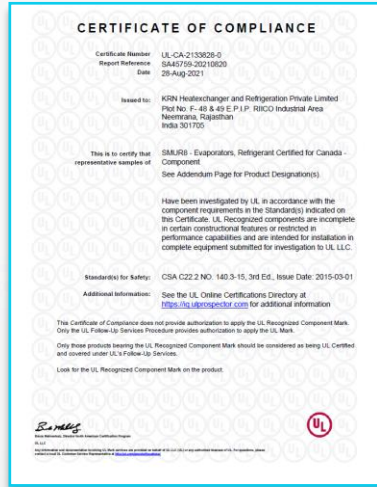 CERTIFICATE OF COMPLIANCE
Certificate Number UL-CA-2133828-0
Report Reference SA45759-20210820
Date 28-Aug-2021
Issued to: KRN Heatexchanger and Refrigeration Private Limited
Plot No. F- 48 & 49 E.P.I.P. RIICO Industrial Area
Neemrana, Rajasthan
India 301705
This is to certify that SMUR8 - Evaporators, Refrigerant Certified for Canada -
representative samples of Component
See Addendum Page for Product Designation(s).
Have been investigated by UL in accordance with the
component requirements in the Standard(s) indicated on
this Certificate. UL Recognized components are incomplete
in certain constructional features or restricted in
performance capabilities and are intended for installation in
complete equipment submitted for investigation to UL LLC.
Standard(s) for Safety: CSA C22.2 NO. 140.3-15, 3rd Ed., Issue Date: 2015-03-01
Additional Information: See the UL Online Certifications Directory at
https://iq.ulprospector.com for additional information
This Certificate of Compliance does not provide authorization to apply the UL Recognized Component Mark.
Only the UL Follow-Up Services Procedure provides authorization to apply the UL Mark.
Only those products bearing the UL Recognized Component Mark should be considered as being UL Certified
and covered under UL's Follow-Up Services.
Look for the UL Recognized Component Mark on the product.
UL